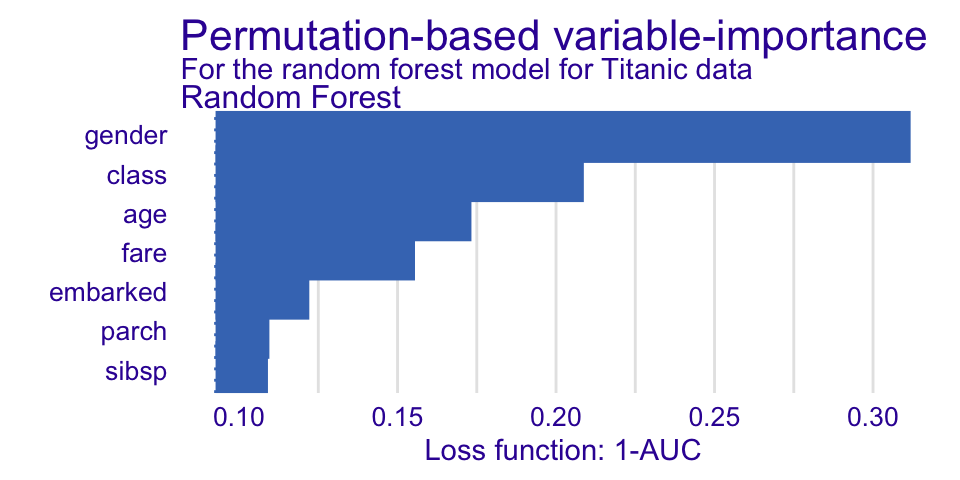 Permutation-based variable-importance
For the random forest model for Titanic data
Random Forest
gender
class
age
fare
embarked
parch
sibsp
0.10 0.15 0.20 0.25 0.30
Loss function: 1-AUC